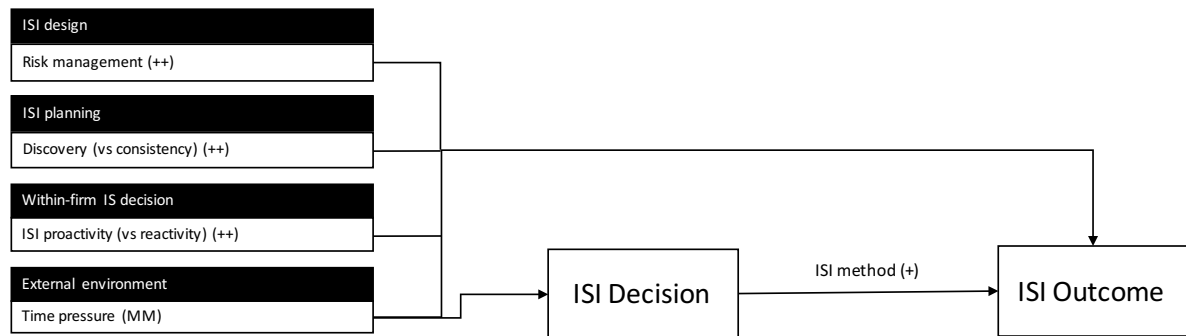 ISI design
Risk management (++)
ISI planning
Discovery (vs consistency) (++)
Within-firm IS decision
ISI proactivity (vs reactivity) (++)
External environment
Time pressure (MM)
ISI Decision
ISI method (+)
ISI Outcome